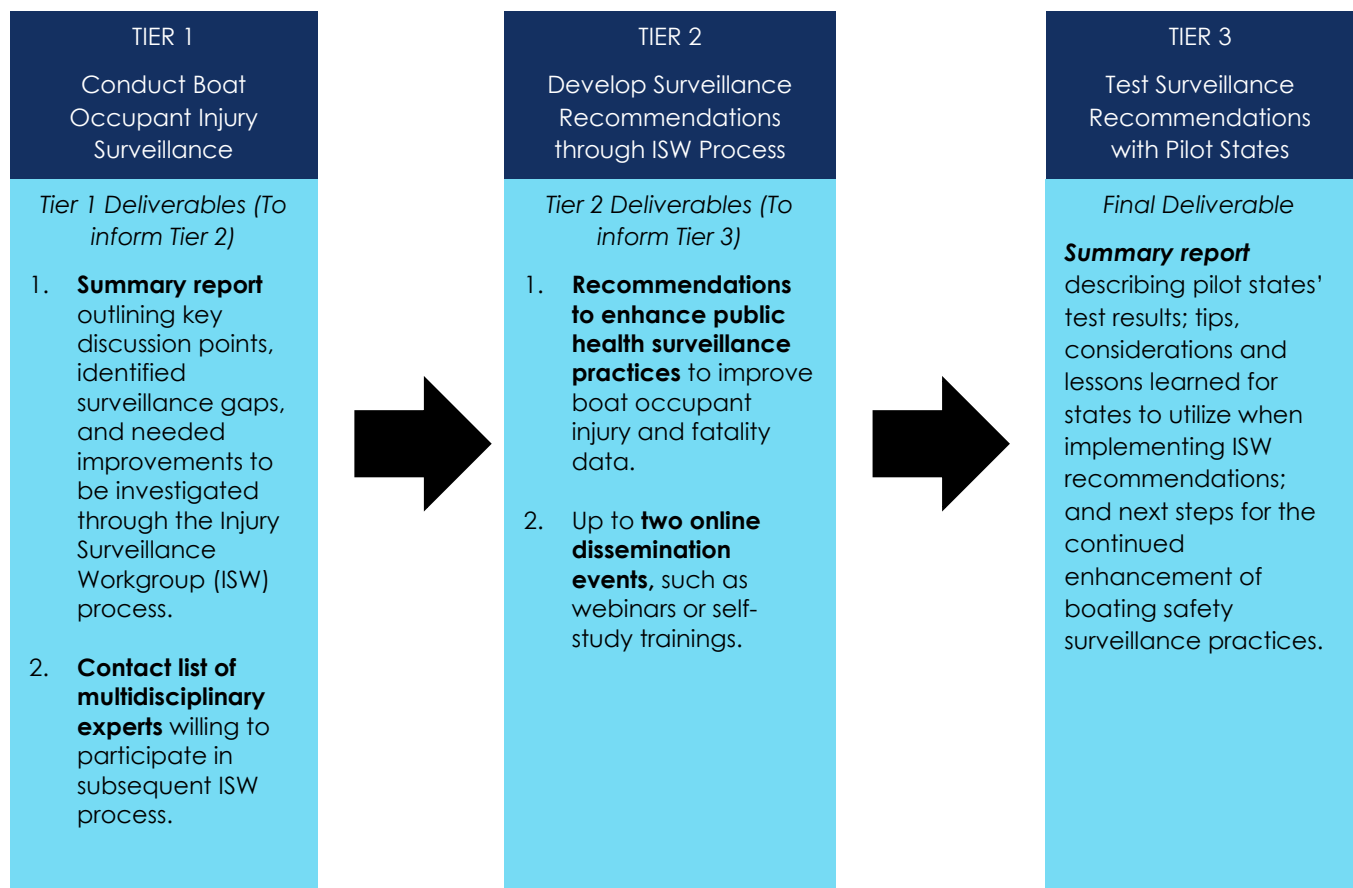 TIER 1
Conduct Boat
Occupant Injury
Surveillance
Tier 1 Deliverables (To
inform Tier 2)
1. Summary report
outlining key
discussion points,
identified
surveillance gaps,
and needed
improvements to
be investigated
through the Injury
Surveillance
Workgroup (ISW)
process.
2. Contact list of
multidisciplinary
experts willing to
participate in
subsequent ISW
process.
TIER 2
Develop Surveillance
Recommendations
through ISW Process
Tier 2 Deliverables (To
inform Tier 3)
1. Recommendations
to enhance public
health surveillance
practices to improve
boat occupant
injury and fatality
data.
2. Up to two online
dissemination
events, such as
webinars or self-
study trainings.
TIER 3
Test Surveillance
Recommendations
with Pilot States
Final Deliverable
Summary report
describing pilot states’
test results; tips,
considerations and
lessons learned for
states to utilize when
implementing ISW
recommendations;
and next steps for the
continued
enhancement of
boating safety
surveillance practices.